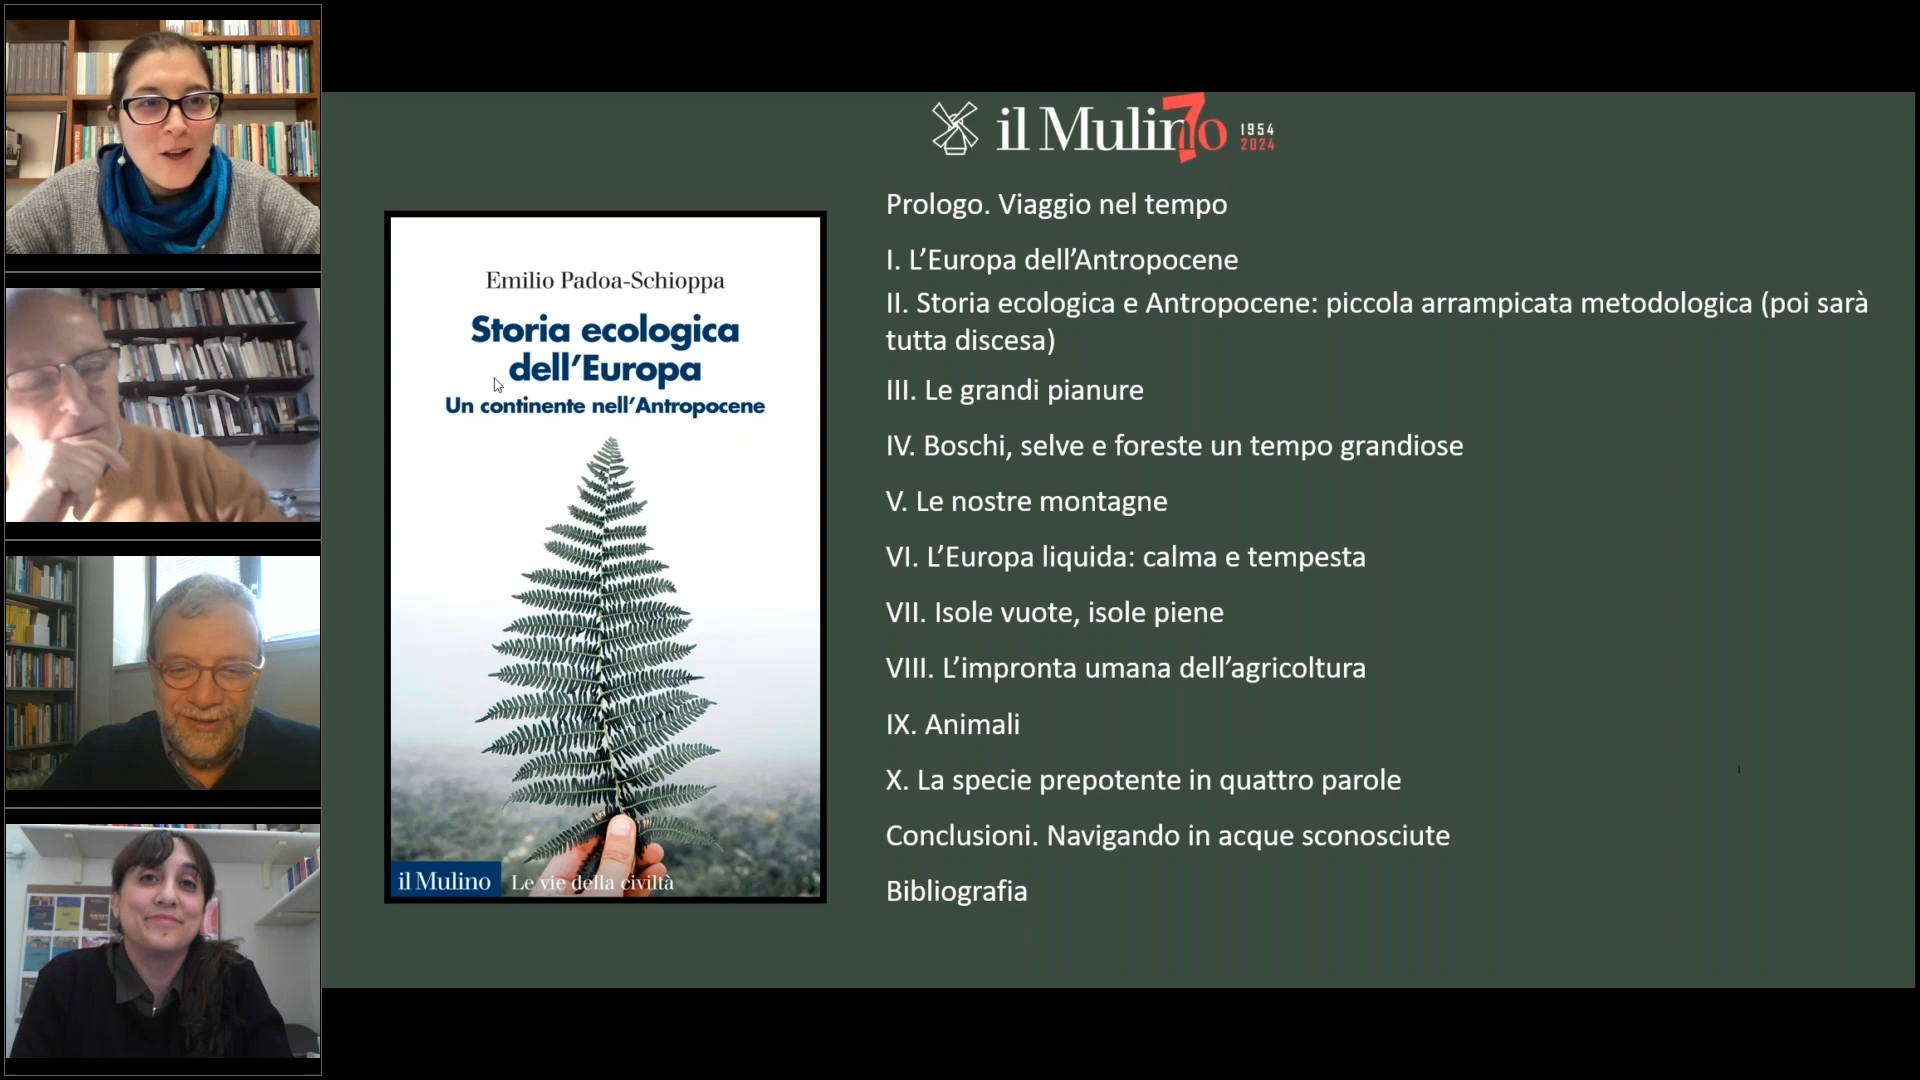 il Mulino
70
1954
2024
Emilio Padoa-Schioppa
Storia ecologica
dell'Europa
Un continente nell'Antropocene
il Mulino
Le vie della civiltà
Prologo. Viaggio nel tempo
I. L'Europa dell'Antropocene
II. Storia ecologica e Antropocene: piccola arrampicata metodologica (poi sarà
tutta discesa)
III. Le grandi pianure
IV. Boschi, selve e foreste un tempo grandiose
V. Le nostre montagne
VI. L'Europa liquida: calma e tempesta
VII. Isole vuote, isole piene
VIII. L'impronta umana dell'agricoltura
IX. Animali
X. La specie prepotente in quattro parole
Conclusioni. Navigando in acque sconosciute
Bibliografia